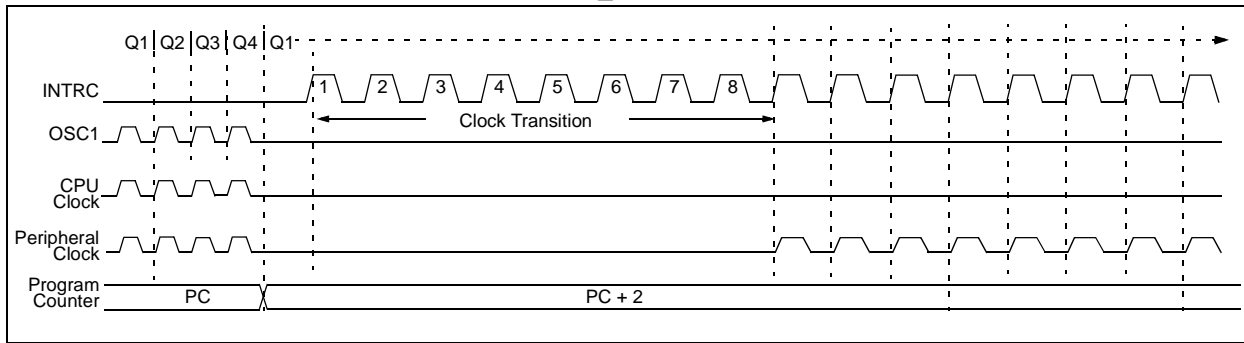 Q1 Q2 Q3 Q4 Q1
INTRC
1 2 3 4 5 6 7 8
Clock Transition
OSC1
CPU
Clock
Peripheral
Clock
Program
Counter
PC
PC + 2